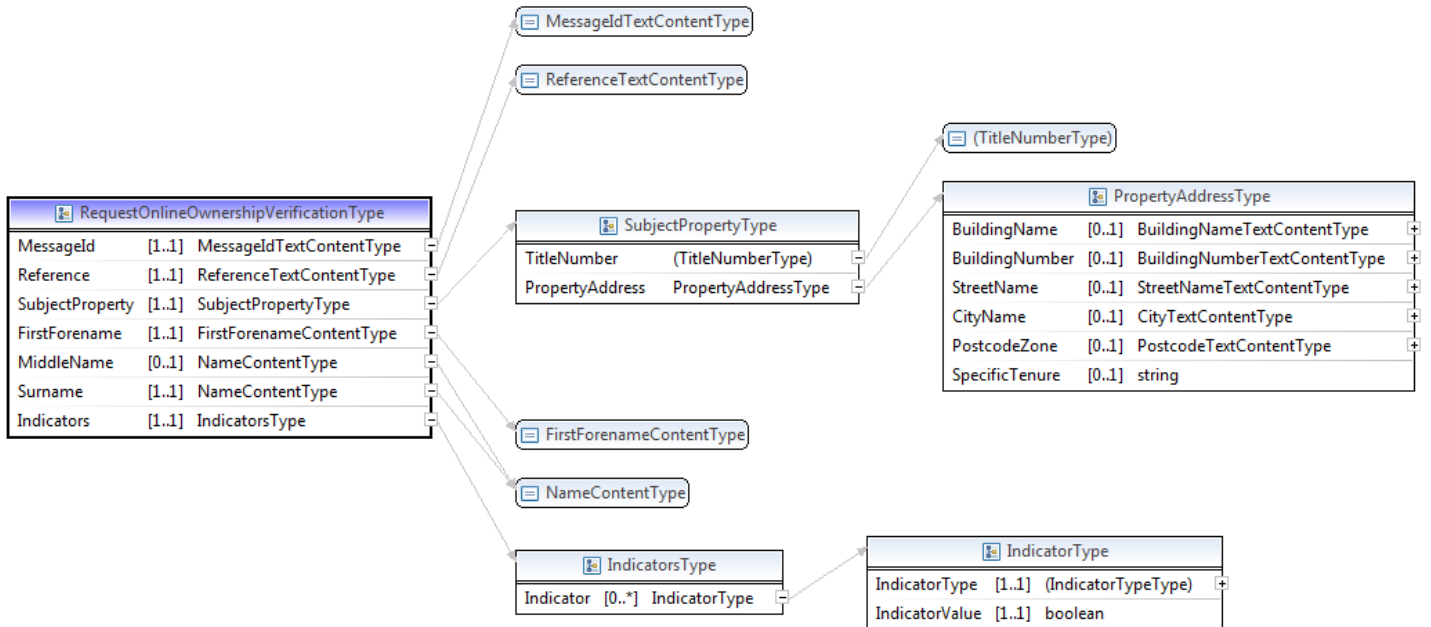 MessageIdTextContentType
ReferenceTextContentType
(TitleNumberType)
RequestOnlineOwnershipVerificationType
MessageId [1..1] MessageIdTextContentType
Reference [1..1] ReferenceTextContentType
SubjectProperty [1..1] SubjectPropertyType
FirstForename [1..1] FirstForenameContentType
MiddleName [0..1] NameContentType
Surname [1..1] NameContentType
Indicators [1..1] IndicatorsType
SubjectPropertyType
TitleNumber (TitleNumberType)
PropertyAddress PropertyAddressType
PropertyAddressType
BuildingName [0..1] BuildingNameTextContentType
BuildingNumber [0..1] BuildingNumberTextContentType
StreetName [0..1] StreetNameTextContentType
CityName [0..1] CityTextContentType
PostcodeZone [0..1] PostcodeTextContentType
SpecificTenure [0..1] string
FirstForenameContentType
NameContentType
IndicatorsType
Indicator [0..*] IndicatorType
IndicatorType
IndicatorType [1..1] (IndicatorTypeType)
IndicatorValue [1..1] boolean